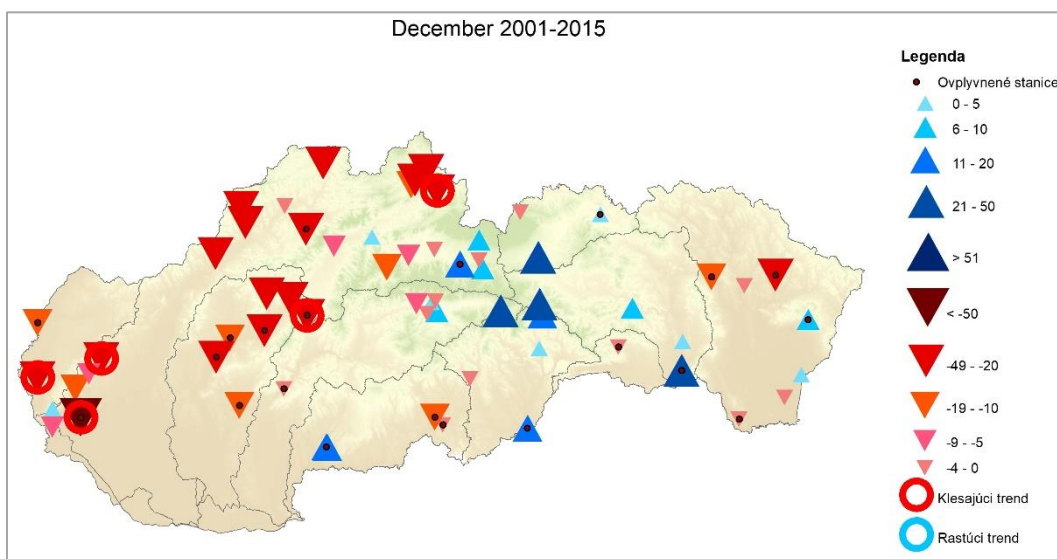 December 2001-2015
Legenda
Ovplyvnené stanice
0 - 5
6 - 10
11 - 20
21 - 50
> 51
< -50
-49 - -20
-19 - -10
-9 - -5
-4 - 0
Klesajúci trend
Rastúci trend